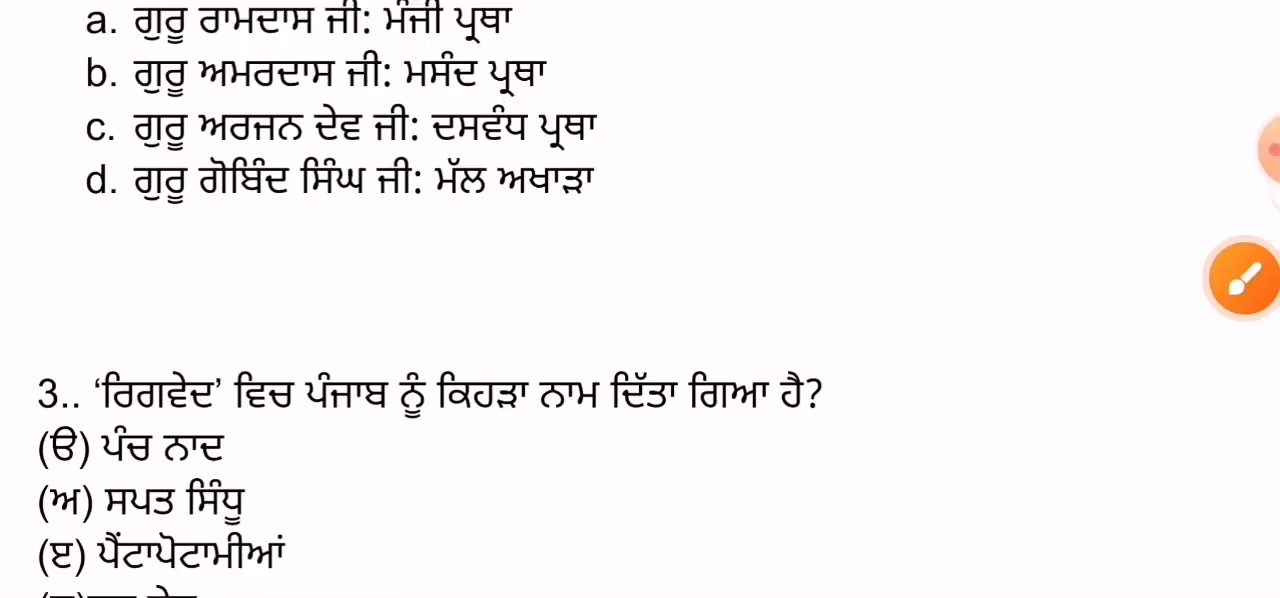 a. ਗੁਰੂ ਰਾਮਦਾਸ ਜੀ: ਮੰਜੀ ਪ੍ਰਥਾ
b. ਗੁਰੂ ਅਮਰਦਾਸ ਜੀ: ਮਸੰਦ ਪ੍ਰਥਾ
c. ਗੁਰੂ ਅਰਜਨ ਦੇਵ ਜੀ: ਦਸਵੰਧ ਪ੍ਰਥਾ
d. ਗੁਰੂ ਗੋਬਿੰਦ ਸਿੰਘ ਜੀ: ਮੱਲ ਅਖਾੜਾ
3.. ‘ਰਿਗਵੇਦ’ ਵਿਚ ਪੰਜਾਬ ਨੂੰ ਕਿਹੜਾ ਨਾਮ ਦਿੱਤਾ ਗਿਆ ਹੈ?
(ੳ) ਪੰਚ ਨਾਦ
(ਅ) ਸਪਤ ਸਿੰਧੂ
(ੲ) ਪੈਂਟਾਪੋਟਾਮੀਆਂ